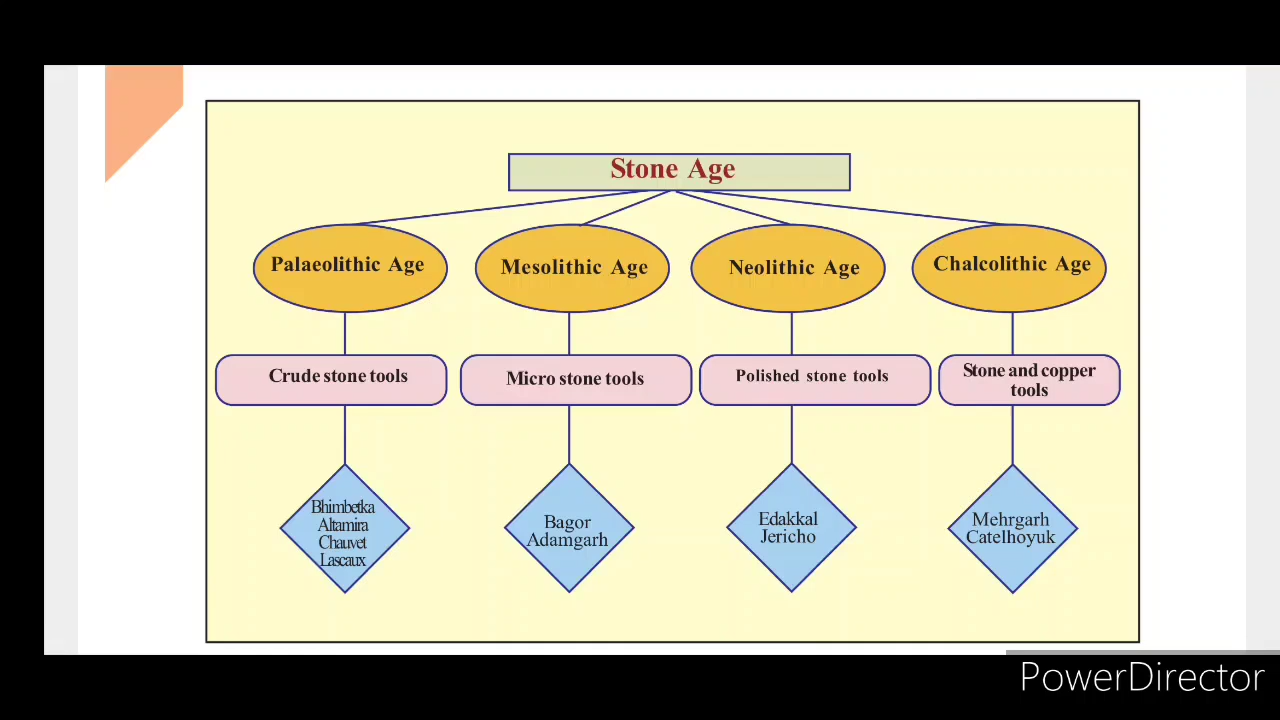 Stone Age
Palaeolithic Age
Mesolithic Age
Neolithic Age
Chalcolithic Age
Crude stone tools
Micro stone tools
Polished stone tools
Stone and copper
tools
Bhimbetka
Altamira
Chauvet
Lascaux
Bagor
Adamgarh
Edakkal
Jericho
Mehrgarh
Catelhoyuk
PowerDirector